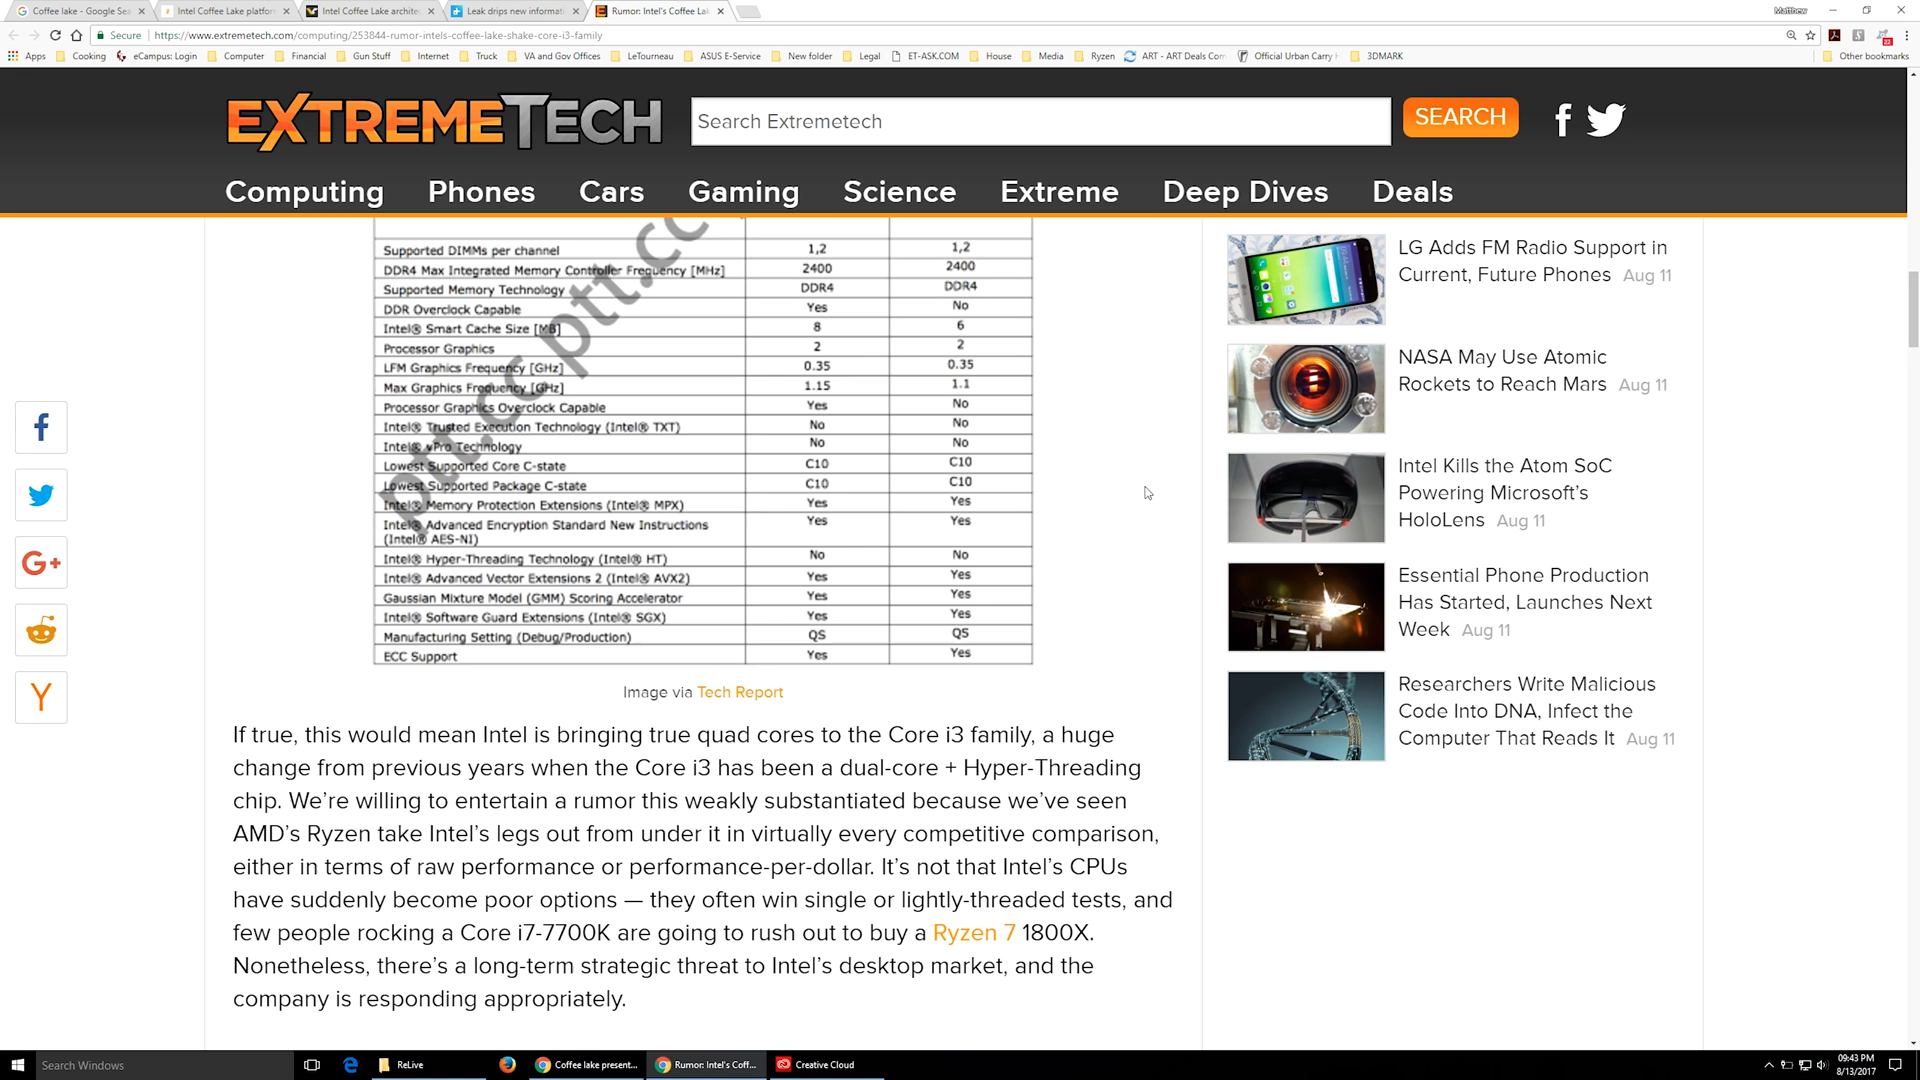 Coffee lake - Google Sea
Intel Coffee Lake platform
Intel Coffee Lake archite
Leak drips new informati
Rumor: Intel's Coffee Lak
Matthew
Secure
https://www.extremetech.com/computing/253844-rumor-intels-coffee-lake-shake-core-i3-family
Apps
Cooking
eCampus: Login
Computer
Financial
Gun Stuff
Internet
Truck
VA and Gov Offices
LeTourneau
ASUS E-Service
New folder
Legal
ET-ASK.COM
House
Media
Ryzen
ART - ART Deals Com
Official Urban Carry H
3DMARK
Other bookmarks
EXTREMETECH
Search Extremetech
SEARCH
Computing
Phones
Cars
Gaming
Science
Extreme
Deep Dives
Deals
Supported DIMMs per channel 1,2 1,2
DDR4 Max Integrated Memory Controller Frequency [MHz] 2400 2400
Supported Memory Technology DDR4 DDR4
DDR Overclock Capable Yes No
Intel® Smart Cache Size [MB] 8 6
Processor Graphics 2 2
LFM Graphics Frequency [GHz] 0.35 0.35
Max Graphics Frequency [GHz] 1.15 1.1
Processor Graphics Overclock Capable Yes No
Intel® Trusted Execution Technology (Intel® TXT) No No
Intel® vPro Technology No No
Lowest Supported Core C-state C10 C10
Lowest Supported Package C-state C10 C10
Intel® Memory Protection Extensions (Intel® MPX) Yes Yes
Intel® Advanced Encryption Standard New Instructions Yes Yes
(Intel® AES-NI)
Intel® Hyper-Threading Technology (Intel® HT) No No
Intel® Advanced Vector Extensions 2 (Intel® AVX2) Yes Yes
Gaussian Mixture Model (GMM) Scoring Accelerator Yes Yes
Intel® Software Guard Extensions (Intel® SGX) Yes Yes
Manufacturing Setting (Debug/Production) QS QS
ECC Support Yes Yes
ptt.cc ptt.cc
Image via Tech Report
If true, this would mean Intel is bringing true quad cores to the Core i3 family, a huge
change from previous years when the Core i3 has been a dual-core + Hyper-Threading
chip. We're willing to entertain a rumor this weakly substantiated because we've seen
AMD's Ryzen take Intel's legs out from under it in virtually every competitive comparison,
either in terms of raw performance or performance-per-dollar. It's not that Intel's CPUs
have suddenly become poor options — they often win single or lightly-threaded tests, and
few people rocking a Core i7-7700K are going to rush out to buy a Ryzen 7 1800X.
Nonetheless, there's a long-term strategic threat to Intel's desktop market, and the
company is responding appropriately.
LG Adds FM Radio Support in
Current, Future Phones Aug 11
NASA May Use Atomic
Rockets to Reach Mars Aug 11
Intel Kills the Atom SoC
Powering Microsoft's
HoloLens Aug 11
Essential Phone Production
Has Started, Launches Next
Week Aug 11
Researchers Write Malicious
Code Into DNA, Infect the
Computer That Reads It Aug 11
f
G+
Y
Search Windows
ReLive
Coffee lake present...
Rumor: Intel's Coff...
Creative Cloud
09:43 PM
8/13/2017